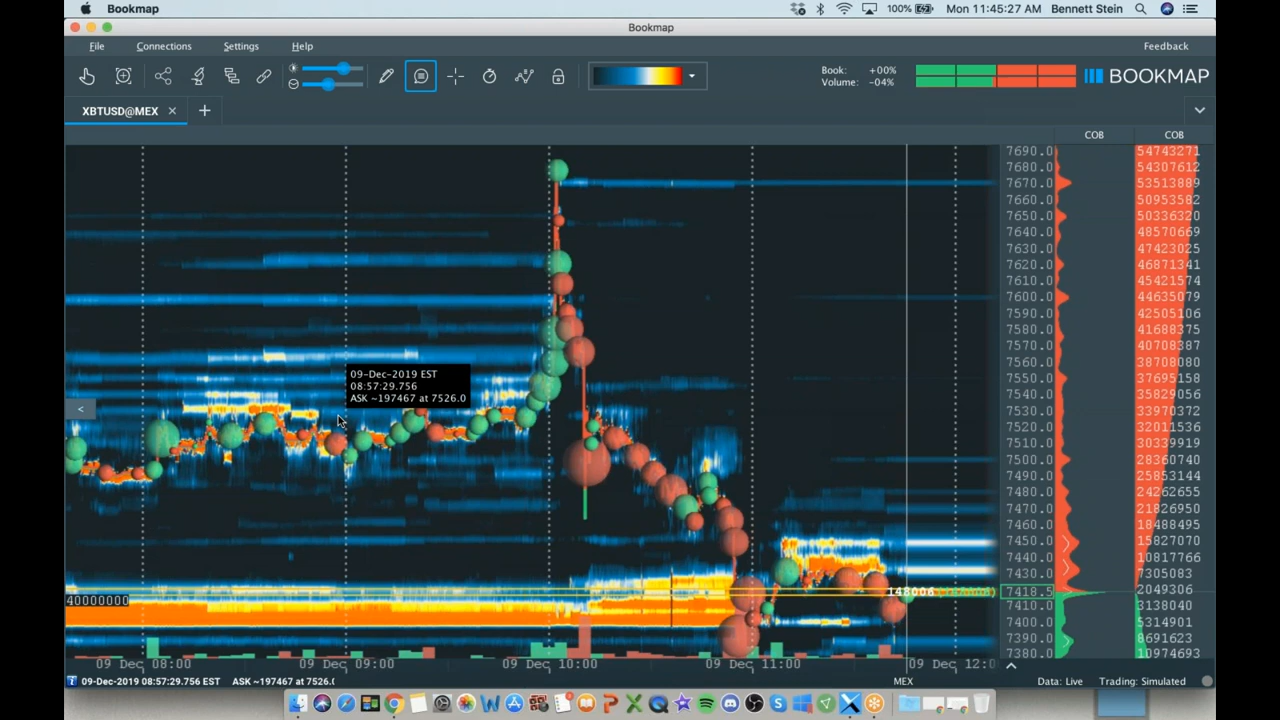 Bookmap
100%
Mon 11:45:27 AM Bennett Stein
Bookmap
File Connections Settings Help
Feedback
Book: +00%
Volume: -04%
BOOKMAP
XBTUSD@MEX
COB COB
7690.0 54743271
7680.0 54307612
7670.0 53513889
7660.0 50953582
7650.0 50336320
7640.0 48570669
7630.0 47423025
7620.0 46871341
7610.0 45421574
7600.0 44635079
7590.0 42505106
7580.0 41688375
7570.0 40708387
7560.0 38708080
7550.0 37695158
7540.0 35829056
7530.0 33970372
7520.0 32011536
7510.0 30339919
7500.0 28360740
7490.0 25853144
7480.0 24262655
7470.0 21826950
7460.0 18488495
7450.0 15827070
7440.0 10817766
7430.0 7305083
7418.5 2049306
7410.0 3138040
7400.0 5314901
7390.0 8691623
7380.0 10974693
<
09-Dec-2019 EST
08:57:29.756
ASK ~197467 at 7526.0
148006
40000000
09 Dec 08:00 09 Dec 09:00 09 Dec 10:00 09 Dec 11:00 09 Dec 12:0
09-Dec-2019 08:57:29.756 EST ASK ~197467 at 7526.(
MEX
Data: Live Trading: Simulated